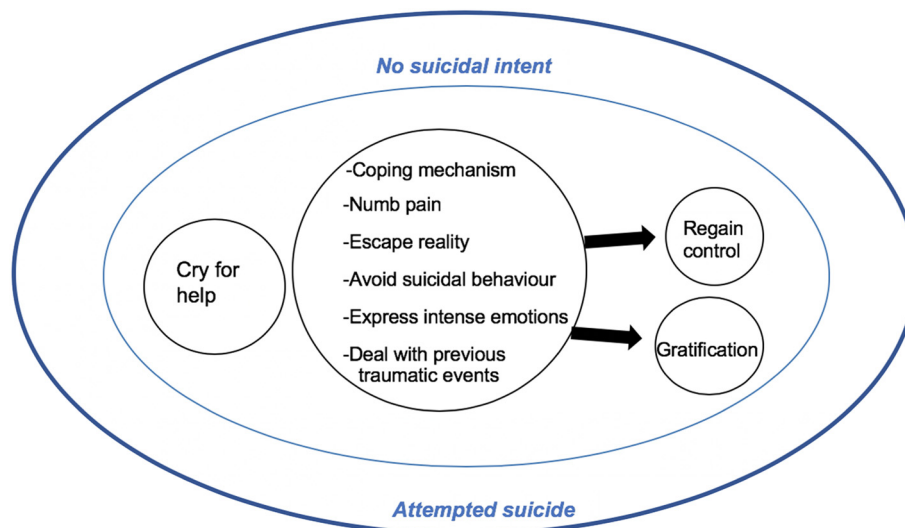 No suicidal intent
-Coping mechanism
-Numb pain
-Escape reality
-Avoid suicidal behaviour
-Express intense emotions
-Deal with previous
traumatic events
Cry for
help
Regain
control
Gratification
Attempted suicide